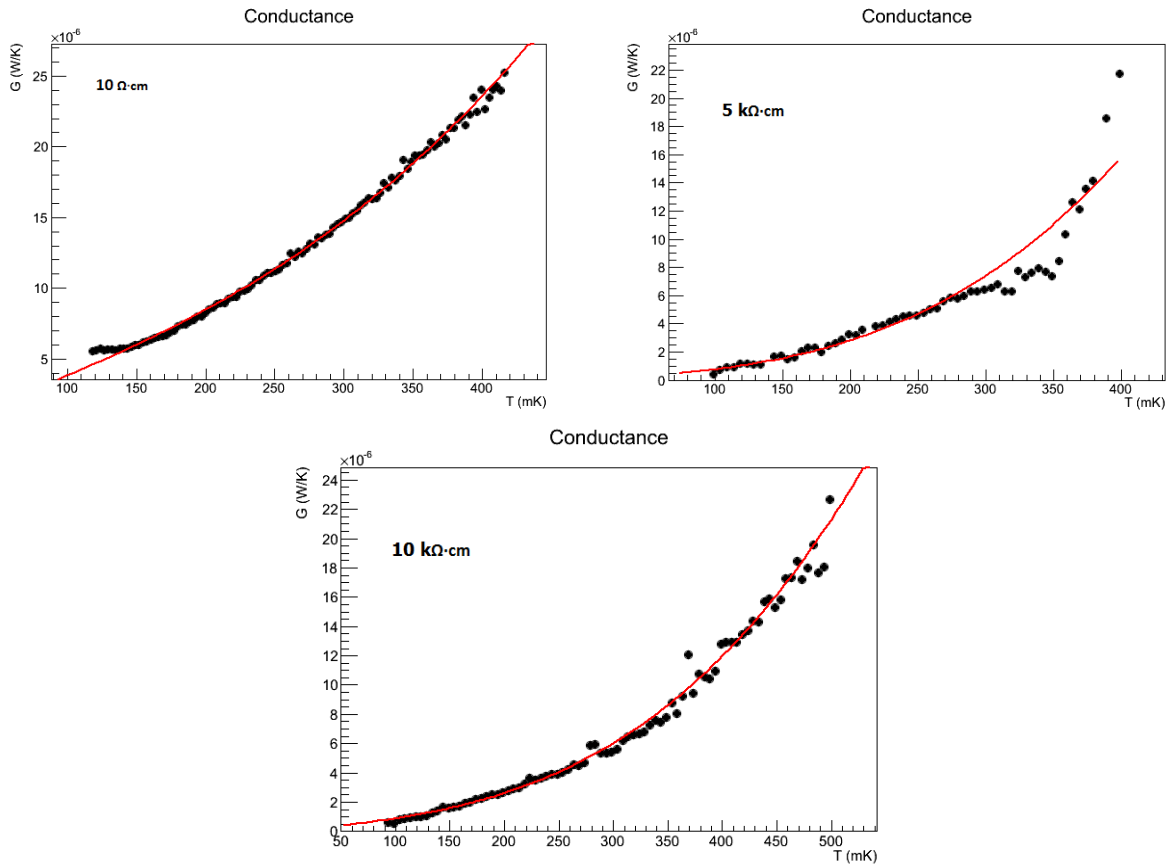 Conductance
×10⁻⁶
G (W/K)
10 Ω·cm
25
20
15
10
5
100 150 200 250 300 350 400
T (mK)
Conductance
×10⁻⁶
G (W/K)
5 kΩ·cm
22
20
18
16
14
12
10
8
6
4
2
0
100 150 200 250 300 350 400
T (mK)
Conductance
×10⁻⁶
G (W/K)
10 kΩ·cm
24
22
20
18
16
14
12
10
8
6
4
2
0
50 100 150 200 250 300 350 400 450 500
T (mK)